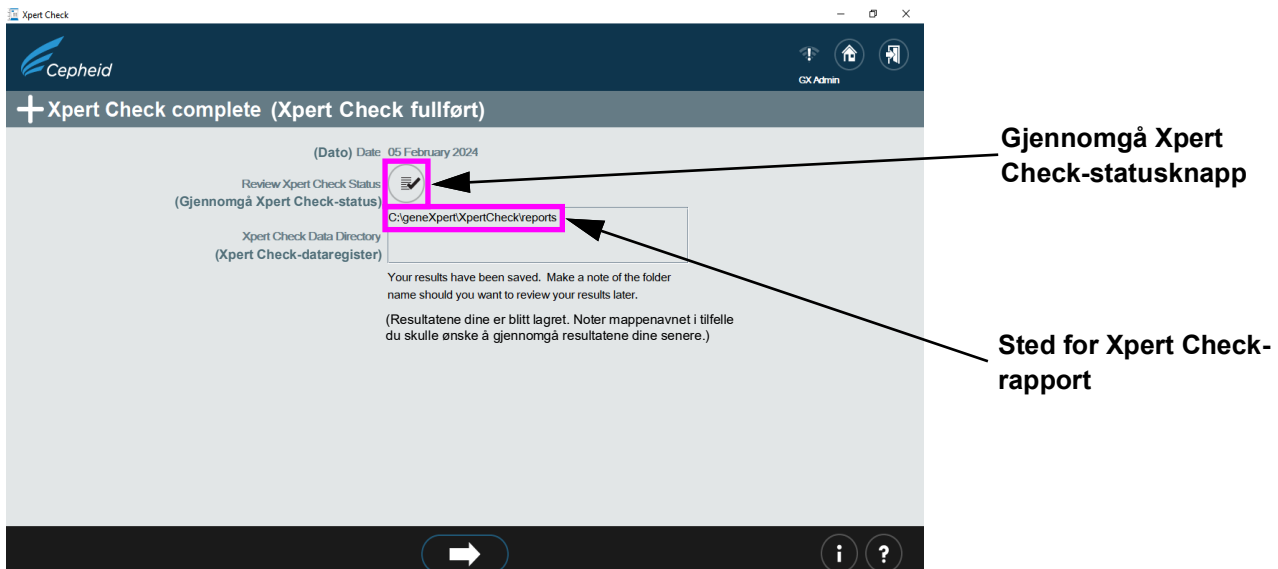 Xpert Check
Cepheid
GX Admin
Xpert Check complete (Xpert Check fullført)
(Dato) Date 05 February 2024
Review Xpert Check Status
(Gjennomgå Xpert Check-status)
C:\geneXpert\XpertCheck\reports
Xpert Check Data Directory
(Xpert Check-dataregister)
Your results have been saved. Make a note of the folder
name should you want to review your results later.
(Resultatene dine er blitt lagret. Noter mappenavnet i tilfelle
du skulle ønske å gjennomgå resultatene dine senere.)
i ?
Gjennomgå Xpert
Check-statusknapp
Sted for Xpert Check-
rapport